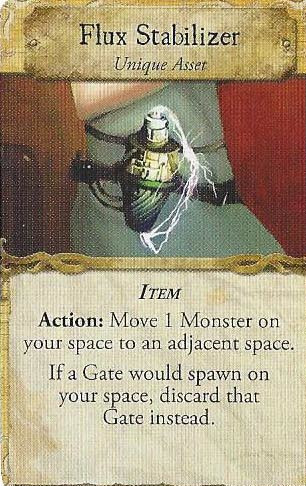 Flux Stabilizer
Unique Asset
ITEM
Action: Move 1 Monster on
your space to an adjacent space.
If a Gate would spawn on
your space, discard that
Gate instead.